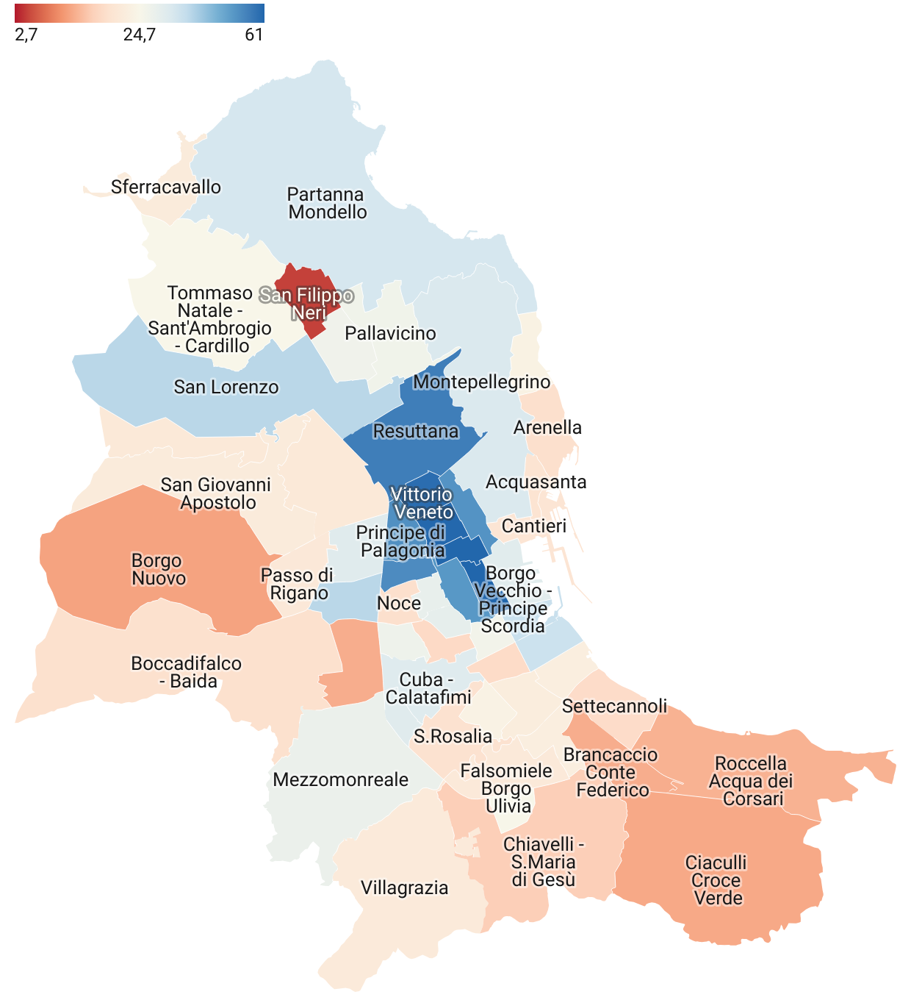 2,7
24,7
61
Sferracavallo
Partanna
Mondello
Tommaso
Natale -
Sant'Ambrogio
- Cardillo
San Filippo
Neri
Pallavicino
San Lorenzo
Montepellegrino
Resuttana
Arenella
San Giovanni
Apostolo
Vittorio
Veneto
Acquasanta
Principe di
Palagonia
Cantieri
Borgo
Nuovo
Passo di
Rigano
Noce
Borgo
Vecchio -
Principe
Scordia
Boccadifalco
- Baida
Cuba -
Calatafimi
Settecannoli
S.Rosalia
Mezzomonreale
Falsomiele
Borgo
Ulivia
Brancaccio
Conte
Federico
Roccella
Acqua dei
Corsari
Chiavelli -
S.Maria
di Gesù
Ciaculli
Croce
Verde
Villagrazia